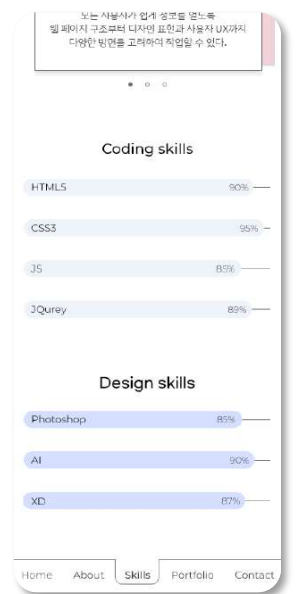 모든 사용자가 쉽게 정보를 얻도록
웹 페이지 구조부터 디자인 표현과 사용자 UX까지
다양한 방면을 고려하여 작업할 수 있다.
Coding skills
HTML5 90%
CSS3 95%
JS 85%
JQurey 89%
Design skills
Photoshop 85%
AI 90%
XD 87%
Home About Skills Portfolio Contact